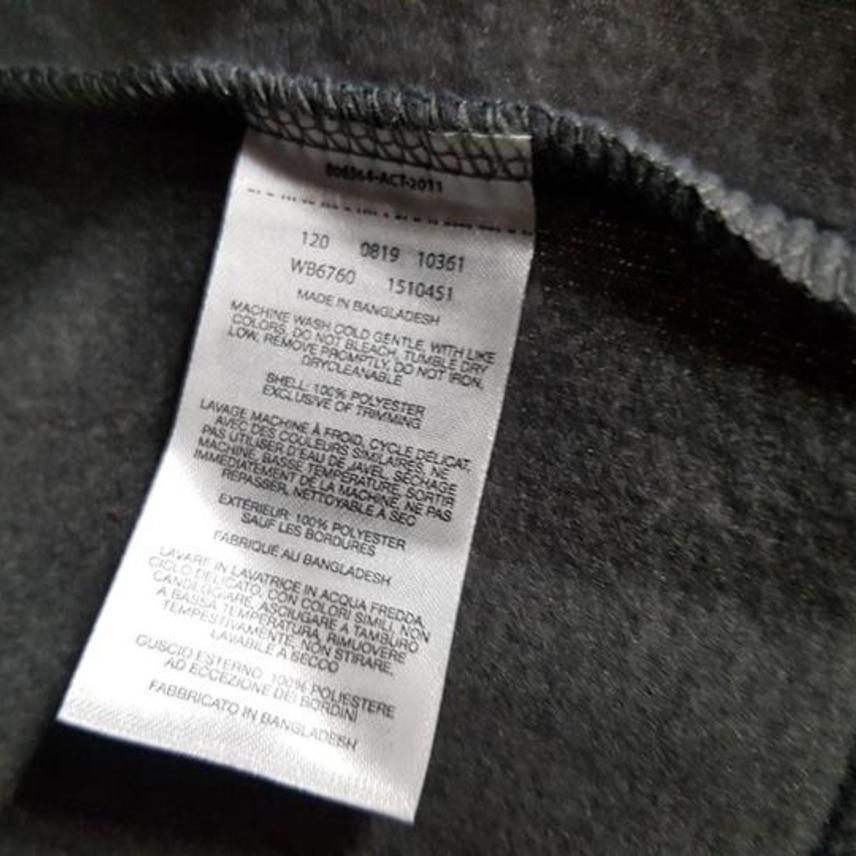 806364-ACT-2011
120 0819 10361
WB6760 1510451
MADE IN BANGLADESH
MACHINE WASH COLD GENTLE, WITH LIKE
COLORS, DO NOT BLEACH, TUMBLE DRY
LOW, REMOVE PROMPTLY, DO NOT IRON,
DRYCLEANABLE
SHELL: 100% POLYESTER
EXCLUSIVE OF TRIMMING
LAVAGE MACHINE À FROID, CYCLE DÉLICAT,
AVEC DES COULEURS SIMILAIRES, NE
PAS UTILISER D'EAU DE JAVEL, SÉCHAGE
MACHINE, BASSE TEMPÉRATURE, SORTIR
IMMEDIATEMENT DE LA MACHINE, NE PAS
REPASSER, NETTOYABLE À SEC
EXTÉRIEUR: 100% POLYESTER
SAUF LES BORDURES
FABRIQUÉ AU BANGLADESH
LAVARE IN LAVATRICE IN ACQUA FREDDA,
CICLO DELICATO, CON COLORI SIMILI, NON
CANDEGGIARE, ASCIUGARE A TAMBURO
A BASSA TEMPERATURA, RIMUOVERE
TEMPESTIVAMENTE, NON STIRARE,
LAVABILE A SECCO
GUSCIO ESTERNO: 100% POLIESTERE
AD ECCEZIONE DEI BORDINI
FABBRICATO IN BANGLADESH